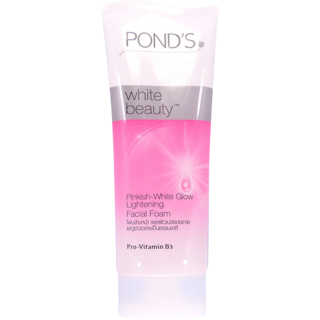 POND'S
white
beauty™
Pinkish-White Glow
Lightening
Facial Foam
Pro-Vitamin B3